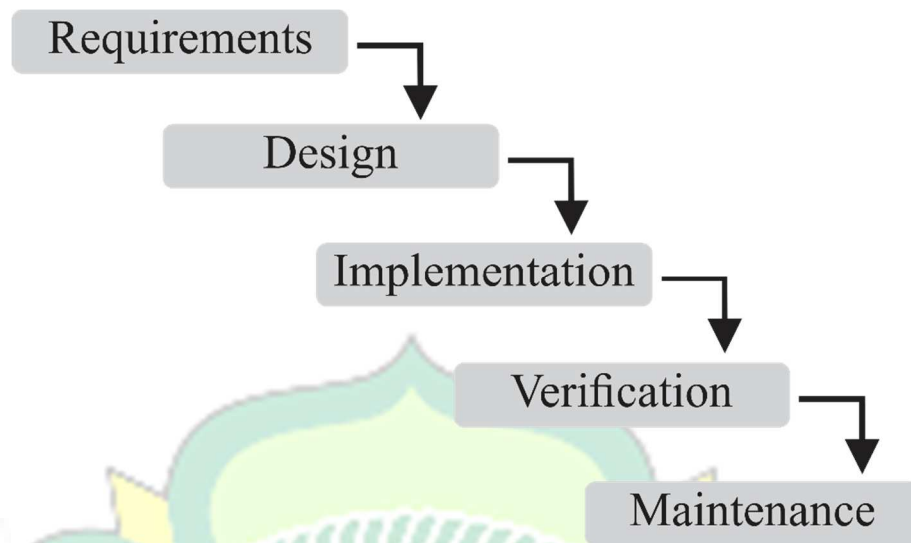 Requirements
Design
Implementation
Verification
Maintenance